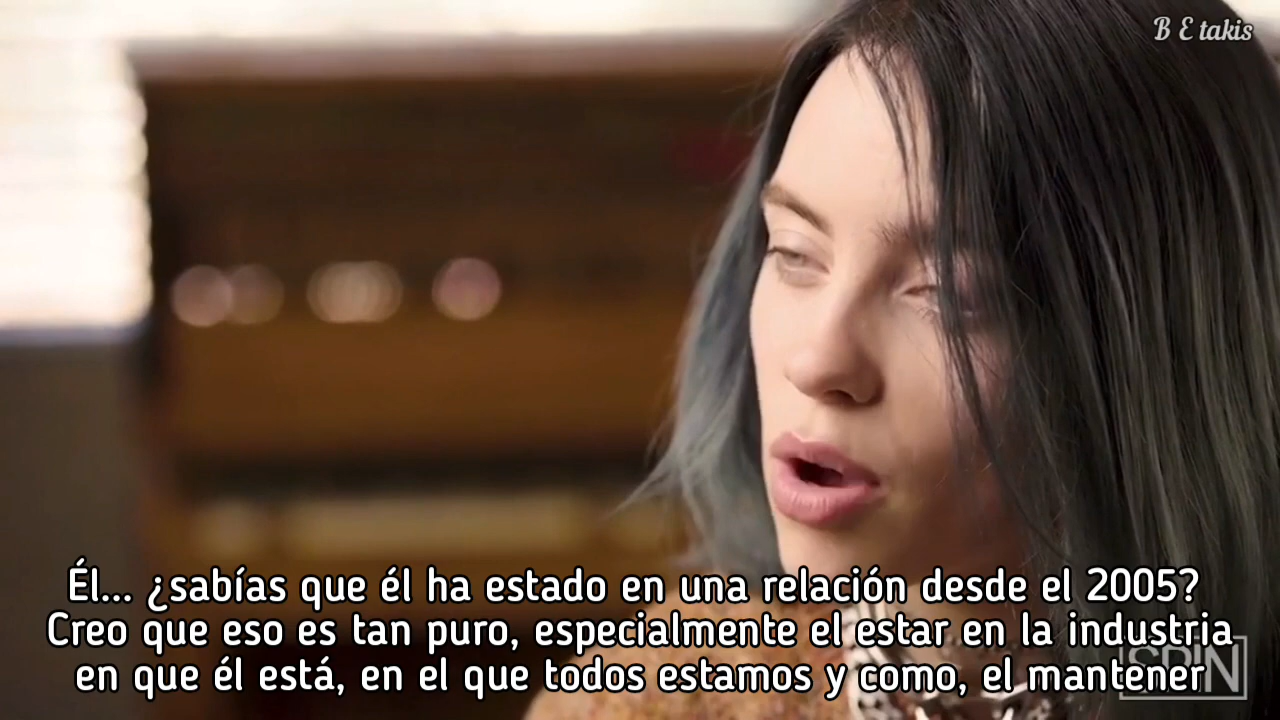 B E takis
Él... ¿sabías que él ha estado en una relación desde el 2005?
Creo que eso es tan puro, especialmente el estar en la industria
en que él está, en el que todos estamos y como, el mantener
SPIN